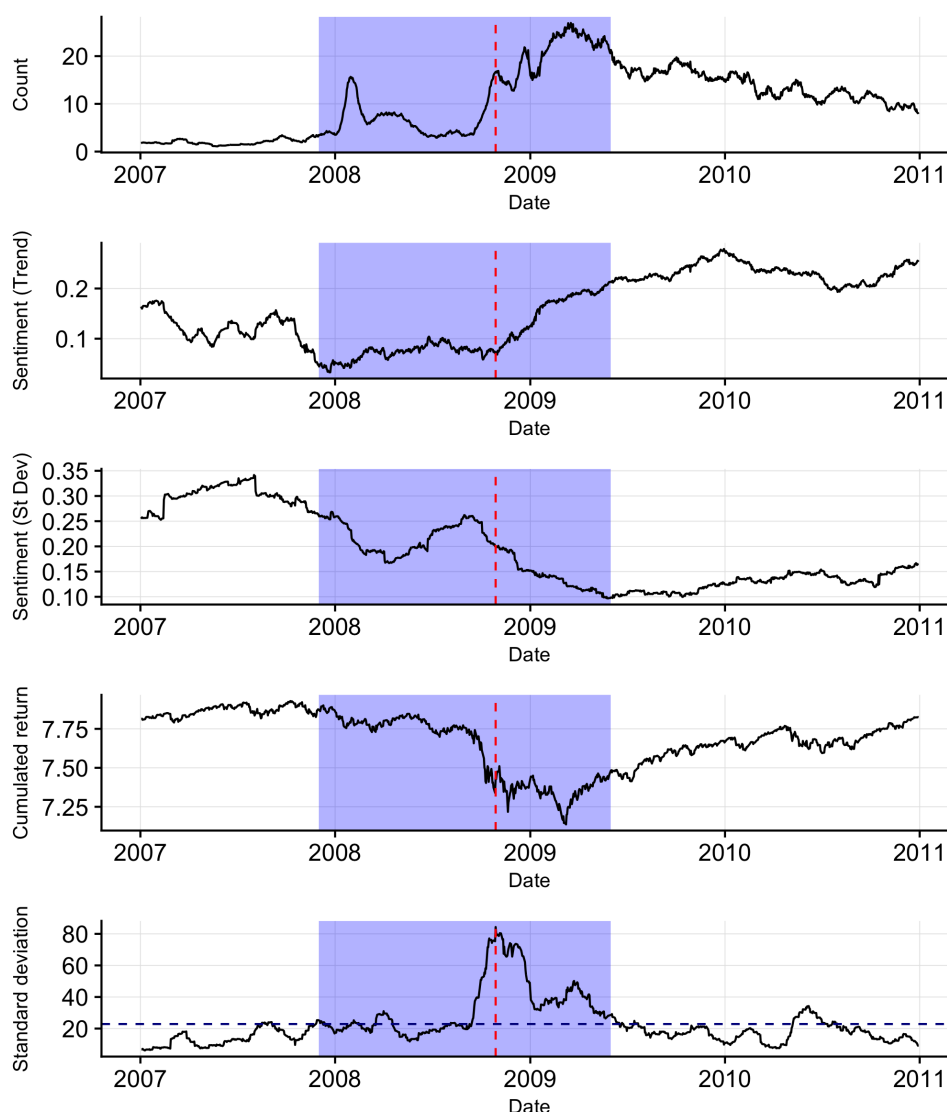 Count
20
10
0
2007 2008 2009 2010 2011
Date
Sentiment (Trend)
0.2
0.1
2007 2008 2009 2010 2011
Date
Sentiment (St Dev)
0.35
0.30
0.25
0.20
0.15
0.10
2007 2008 2009 2010 2011
Date
Cumulated return
7.75
7.50
7.25
2007 2008 2009 2010 2011
Date
Standard deviation
80
60
40
20
2007 2008 2009 2010 2011
Date